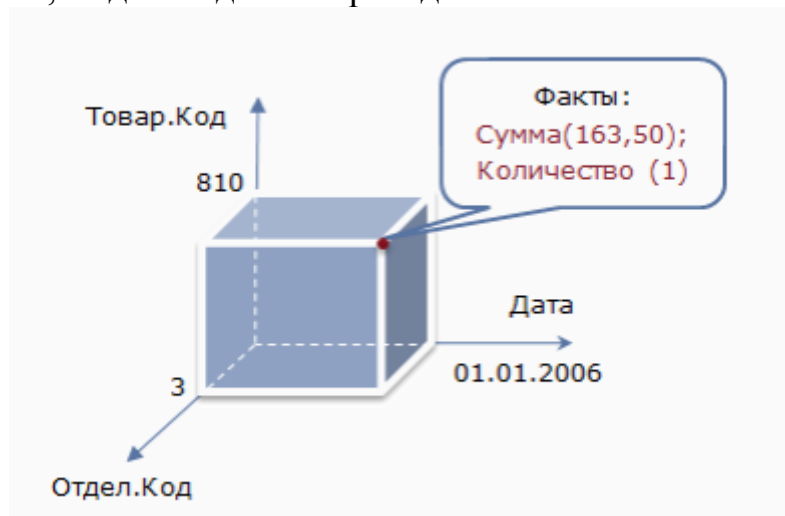 Факты:
Сумма(163,50);
Количество (1)
Товар.Код
810
Дата
01.01.2006
3
Отдел.Код